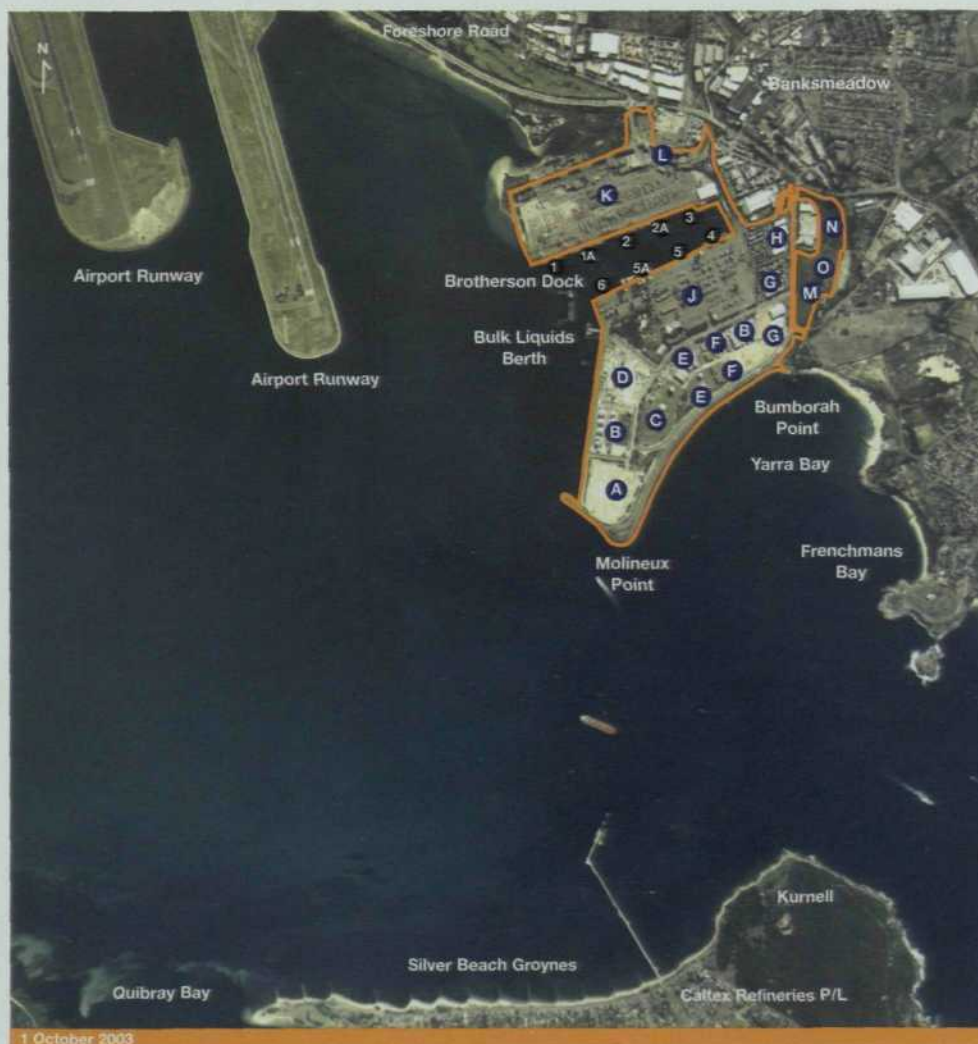 Foreshore Road
N
Banksmeadow
L
K
3
2A
2
4
H
N
1A
5
1
5A
O
Airport Runway
Brotherson Dock
6
G
M
J
Bulk Liquids
Berth
B
F
G
E
Airport Runway
D
F
E
Bumborah
Point
C
B
Yarra Bay
A
Frenchmans
Bay
Molineux
Point
Kurnell
Silver Beach Groynes
Quibray Bay
Caltex Refineries P/L
1 October 2003